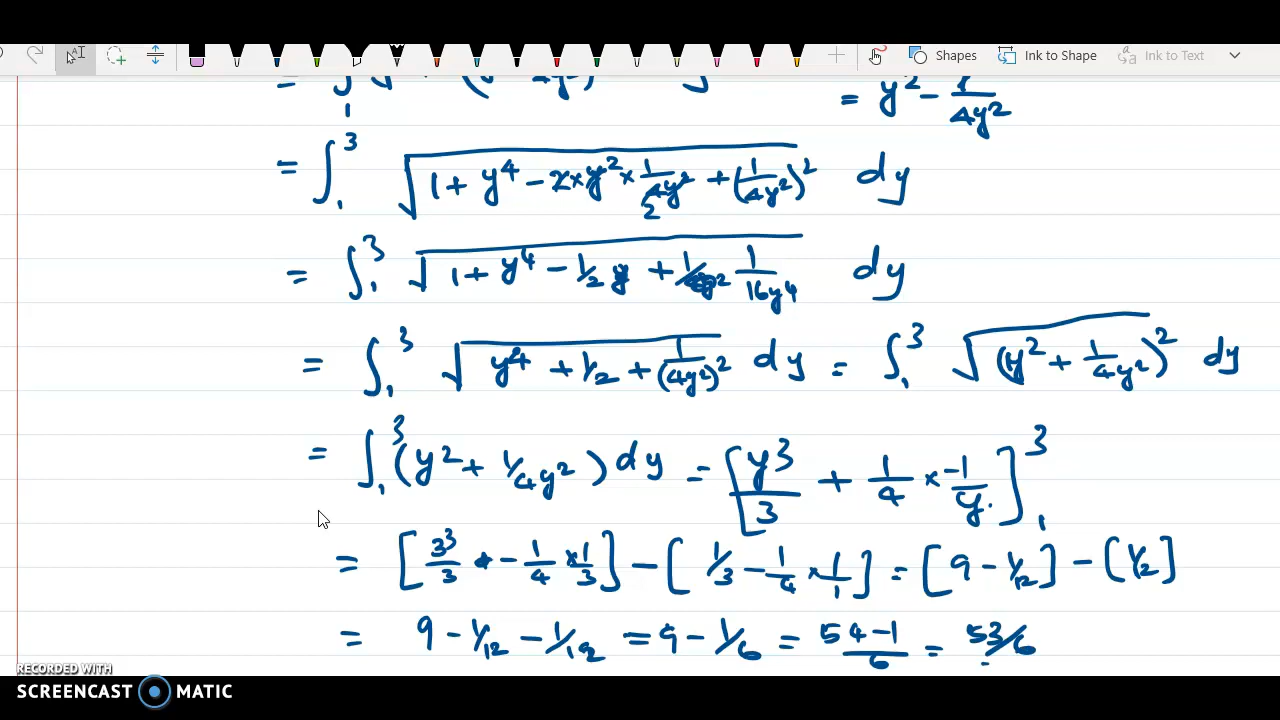 Shapes Ink to Shape Ink to Text
= y² - 1/4y²
= ∫₁³ √(1 + y⁴ - 2×y²×1/4y² + (1/4y²)²) dy
2
= ∫₁³ √(1 + y⁴ - 1/2 + 1/16y⁴) dy
= ∫₁³ √(y⁴ + 1/2 + (1/4y²)²) dy = ∫₁³ √(y² + 1/4y²)² dy
= ∫₁³ (y² + 1/4y²) dy = [y³/3 + 1/4 × -1/y]₁³
= [3³/3 - 1/4 × 1/3] - [1/3 - 1/4 × 1/1] = [9 - 1/12] - [1/12]
= 9 - 1/12 - 1/12 = 9 - 1/6 = 54-1/6 = 53/6
RECORDED WITH
SCREENCAST MATIC